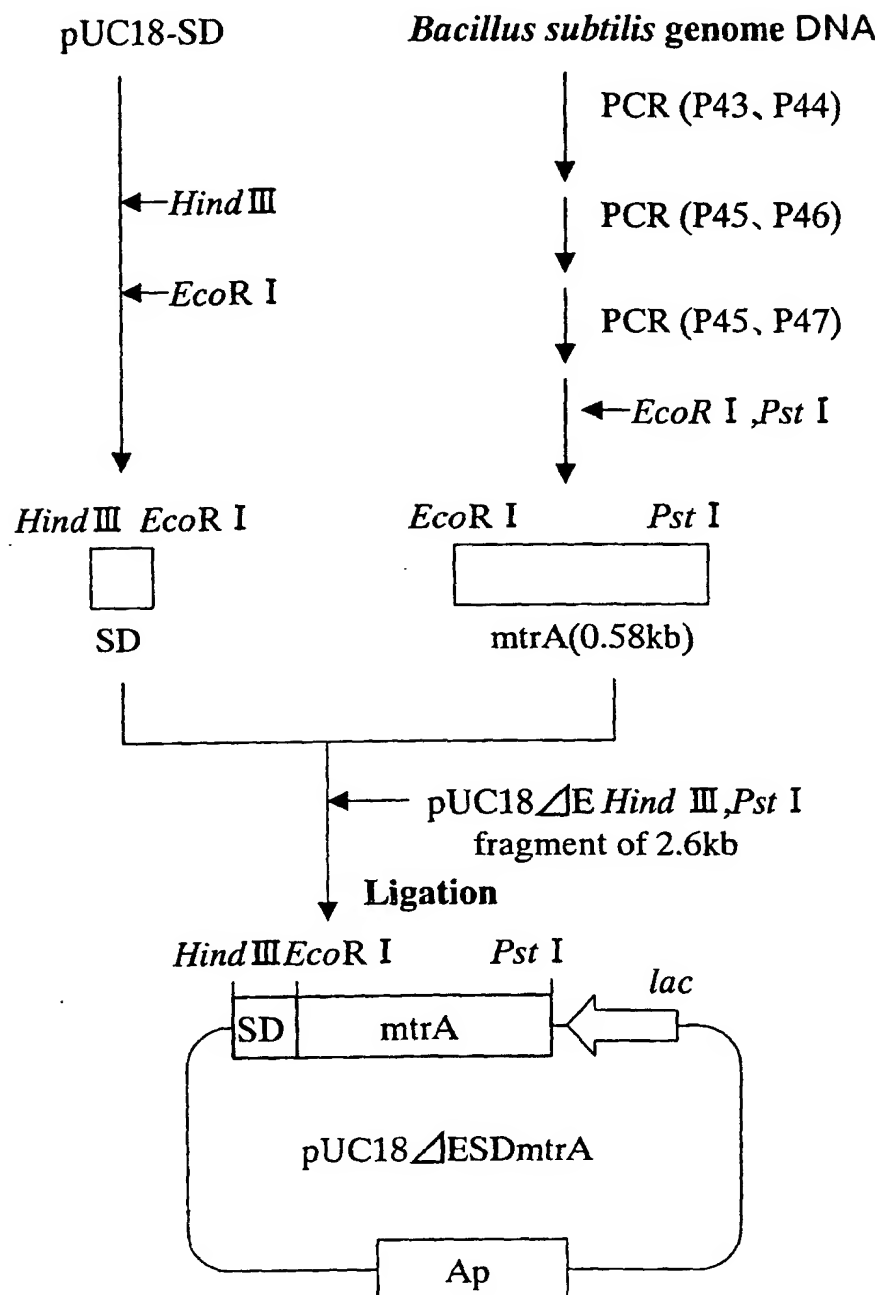 pUC18-SD
Bacillus subtilis genome DNA
PCR (P43、P44)
HindⅢ
PCR (P45、P46)
EcoR Ⅰ
PCR (P45、P47)
EcoR Ⅰ ,Pst Ⅰ
HindⅢ EcoR Ⅰ
EcoR Ⅰ Pst Ⅰ
SD
mtrA(0.58kb)
pUC18⊿E Hind Ⅲ,Pst Ⅰ
fragment of 2.6kb
Ligation
HindⅢEcoR Ⅰ Pst Ⅰ
lac
SD
mtrA
pUC18⊿ESDmtrA
Ap